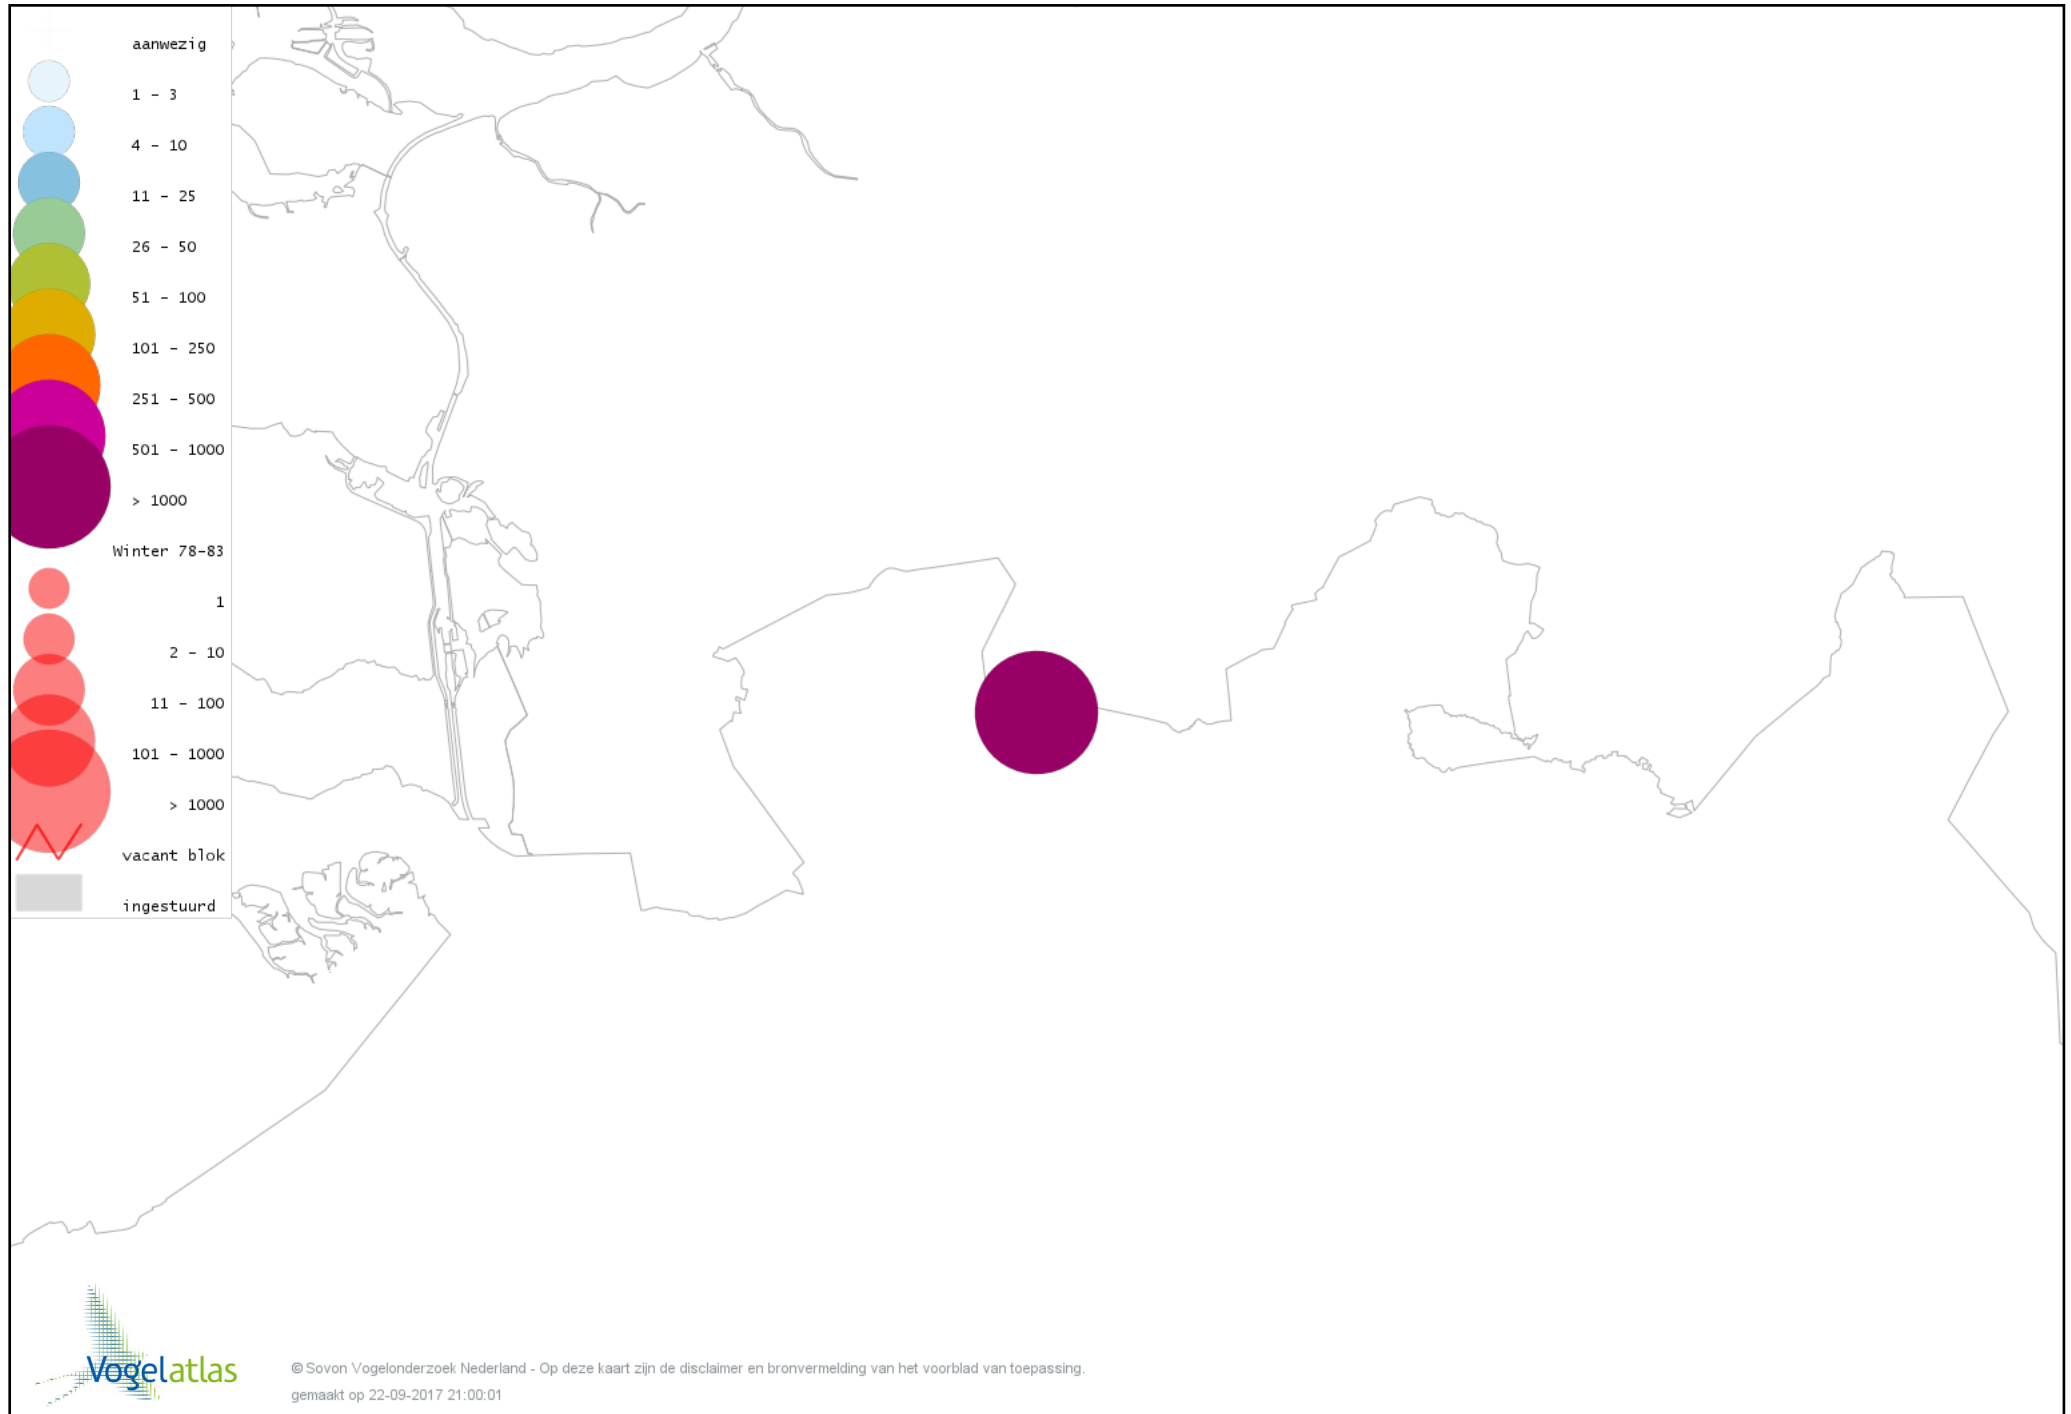 aanwezig
1 - 3
4 - 10
11 - 25
26 - 50
51 - 100
101 - 250
251 - 500
501 - 1000
> 1000
Winter 78-83
1
2 - 10
11 - 100
101 - 1000
> 1000
vacant blok
ingestuurd
Vogelatlas
© Sovon Vogelonderzoek Nederland - Op deze kaart zijn de disclaimer en bronvermelding van het voorblad van toepassing.
gemaakt op 22-09-2017 21:00:01